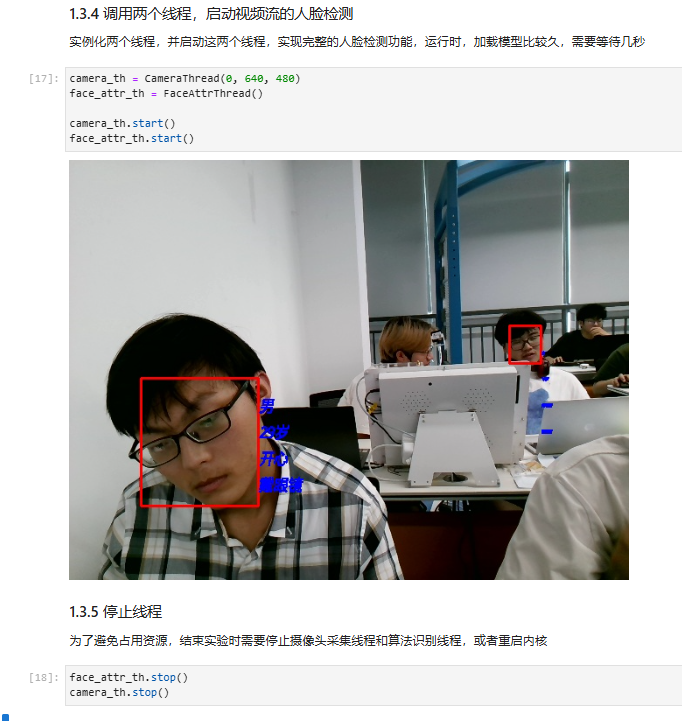 1.3.4 调用两个线程，启动视频流的人脸检测
实例化两个线程，并启动这两个线程，实现完整的人脸检测功能，运行时，加载模型比较久，需要等待几秒
[17]: camera_th = CameraThread(0, 640, 480)
face_attr_th = FaceAttrThread()
camera_th.start()
face_attr_th.start()
男
29岁
开心
戴眼镜
1.3.5 停止线程
为了避免占用资源，结束实验时需要停止摄像头采集线程和算法识别线程，或者重启内核
[18]: face_attr_th.stop()
camera_th.stop()